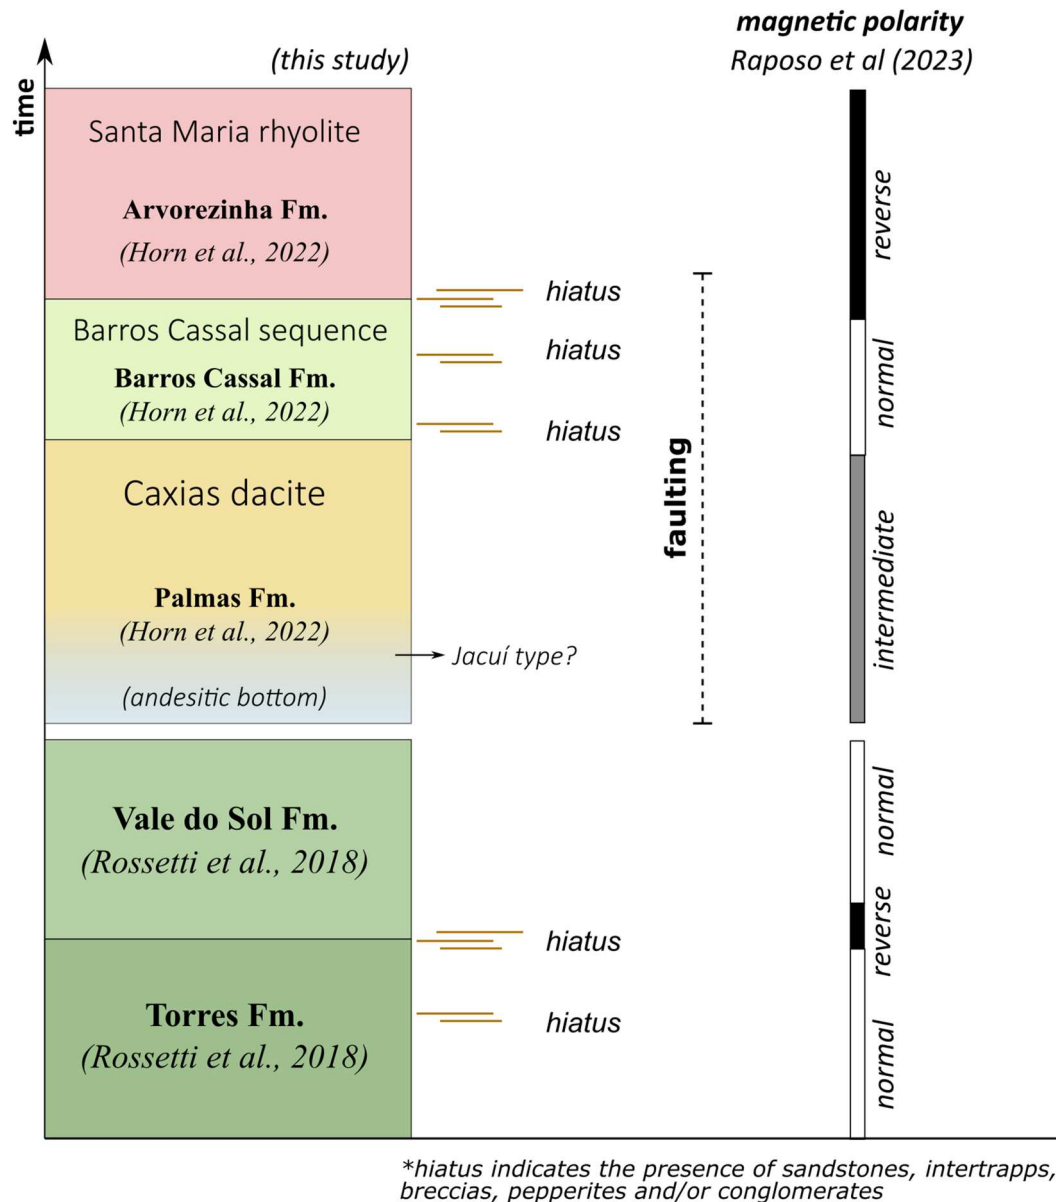 magnetic polarity
(this study)
Raposo et al (2023)
time
Santa Maria rhyolite
Arvorezinha Fm.
(Horn et al., 2022)
reverse
hiatus
Barros Cassal sequence
hiatus
Barros Cassal Fm.
(Horn et al., 2022)
normal
hiatus
Caxias dacite
faulting
Palmas Fm.
(Horn et al., 2022)
intermediate
Jacuí type?
(andesitic bottom)
Vale do Sol Fm.
(Rossetti et al., 2018)
normal
hiatus
reverse
Torres Fm.
hiatus
(Rossetti et al., 2018)
normal
*hiatus indicates the presence of sandstones, intertrapps,
breccias, pepperites and/or conglomerates